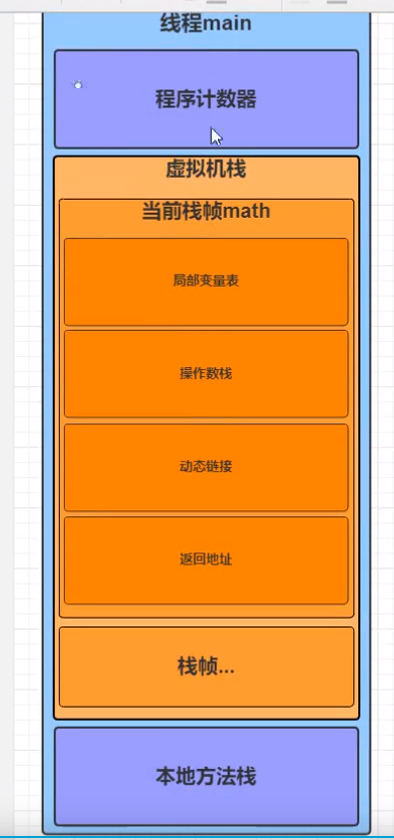 线程main
程序计数器
虚拟机栈
当前栈帧math
局部变量表
操作数栈
动态链接
返回地址
栈帧...
本地方法栈